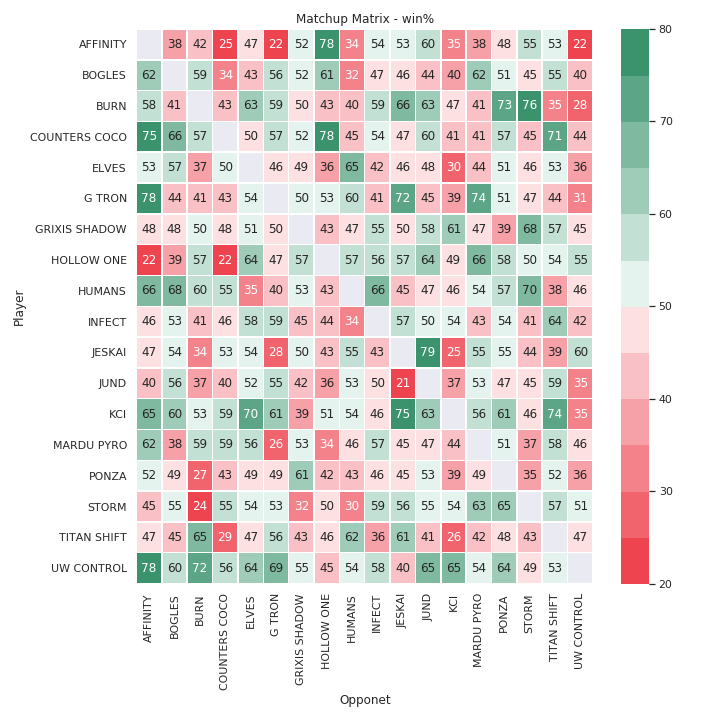 Matchup Matrix - win%
AFFINITY 38 42 25 47 22 52 78 34 54 53 60 35 38 48 55 53 22
BOGLES 62 59 34 43 56 52 61 32 47 46 44 40 62 51 45 55 40
BURN 58 41 43 63 59 50 43 40 59 66 63 47 41 73 76 35 28
COUNTERS COCO 75 66 57 50 57 52 78 45 54 47 60 41 41 57 45 71 44
ELVES 53 57 37 50 46 49 36 65 42 46 48 30 44 51 46 53 36
G TRON 78 44 41 43 54 50 53 60 41 72 45 39 74 51 47 44 31
GRIXIS SHADOW 48 48 50 48 51 50 43 47 55 50 58 61 47 39 68 57 45
HOLLOW ONE 22 39 57 22 64 47 57 57 56 57 64 49 66 58 50 54 55
HUMANS 66 68 60 55 35 40 53 43 66 45 47 46 54 57 70 38 46
INFECT 46 53 41 46 58 59 45 44 34 57 50 54 43 54 41 64 42
JESKAI 47 54 34 53 54 28 50 43 55 43 79 25 55 55 44 39 60
JUND 40 56 37 40 52 55 42 36 53 50 21 37 53 47 45 59 35
KCI 65 60 53 59 70 61 39 51 54 46 75 63 56 61 46 74 35
MARDU PYRO 62 38 59 59 56 26 53 34 46 57 45 47 44 51 37 58 46
PONZA 52 49 27 43 49 49 61 42 43 46 45 53 39 49 35 52 36
STORM 45 55 24 55 54 53 32 50 30 59 56 55 54 63 65 57 51
TITAN SHIFT 47 45 65 29 47 56 43 46 62 36 61 41 26 42 48 43 47
UW CONTROL 78 60 72 56 64 69 55 45 54 58 40 65 65 54 64 49 53
AFFINITY
BOGLES
BURN
COUNTERS COCO
ELVES
G TRON
GRIXIS SHADOW
HOLLOW ONE
HUMANS
INFECT
JESKAI
JUND
KCI
MARDU PYRO
PONZA
STORM
TITAN SHIFT
UW CONTROL
Opponet
Player
80
70
60
50
40
30
20